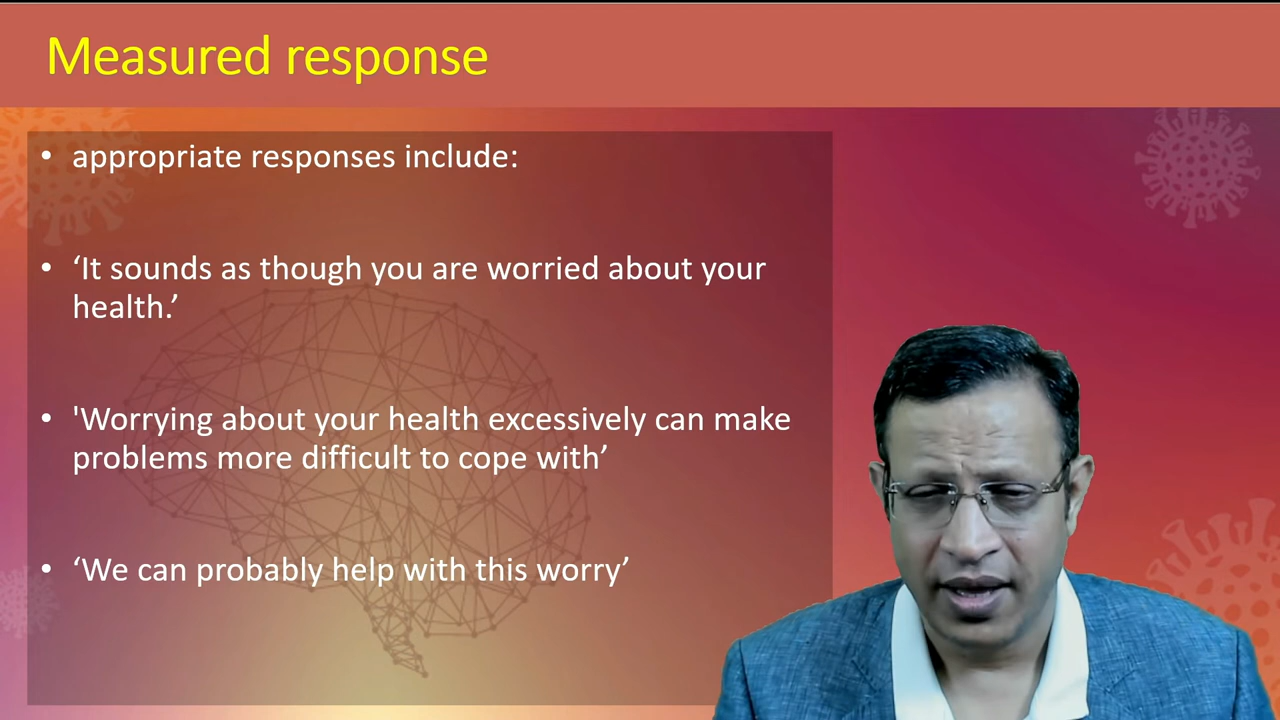 Measured response
• appropriate responses include:
• ‘It sounds as though you are worried about your
health.’
• 'Worrying about your health excessively can make
problems more difficult to cope with’
• ‘We can probably help with this worry’